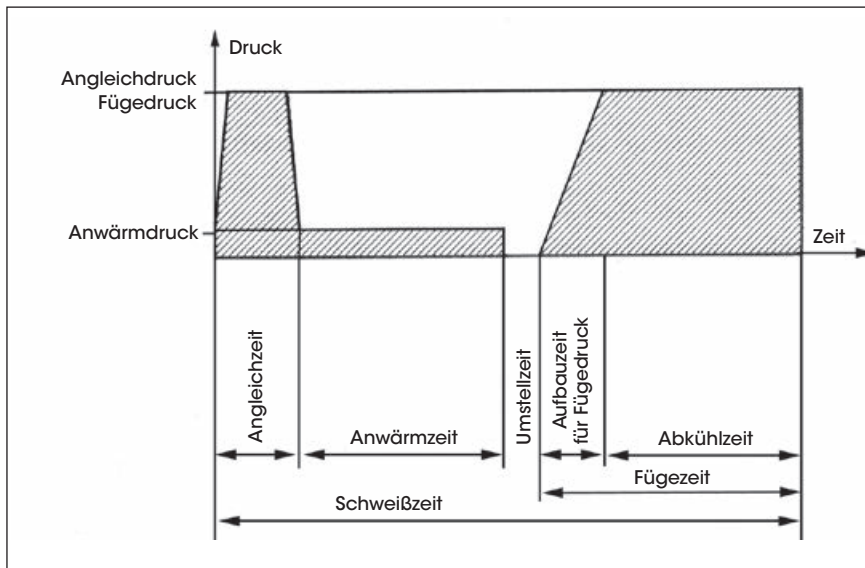 Druck
Angleichdruck
Fügedruck
Anwärmdruck
Zeit
Angleichzeit
Anwärmzeit
Umstellzeit
Aufbauzeit
für Fügedruck
Abkühlzeit
Fügezeit
Schweißzeit